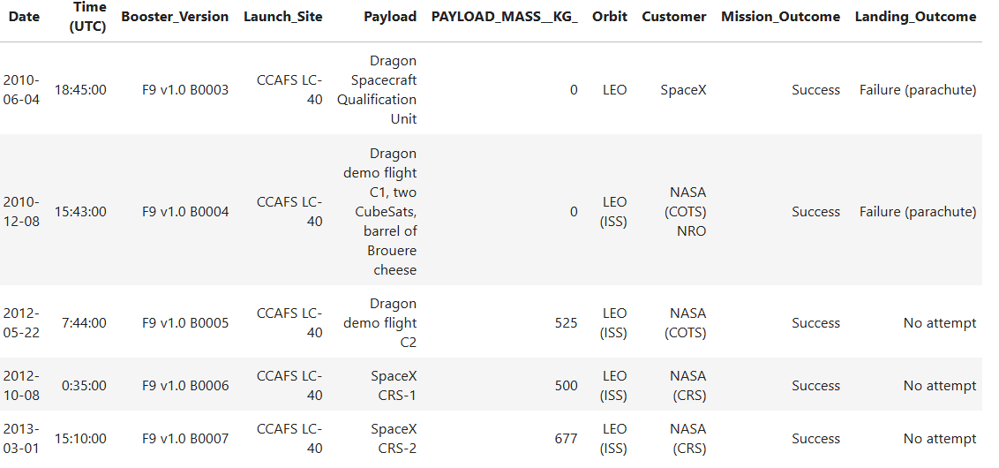 Date Time (UTC) Booster_Version Launch_Site Payload PAYLOAD_MASS__KG_ Orbit Customer Mission_Outcome Landing_Outcome
2010-06-04 18:45:00 F9 v1.0 B0003 CCAFS LC-40 Dragon Spacecraft Qualification Unit 0 LEO SpaceX Success Failure (parachute)
2010-12-08 15:43:00 F9 v1.0 B0004 CCAFS LC-40 Dragon demo flight C1, two CubeSats, barrel of Brouere cheese 0 LEO (ISS) NASA (COTS) NRO Success Failure (parachute)
2012-05-22 7:44:00 F9 v1.0 B0005 CCAFS LC-40 Dragon demo flight C2 525 LEO (ISS) NASA (COTS) Success No attempt
2012-10-08 0:35:00 F9 v1.0 B0006 CCAFS LC-40 SpaceX CRS-1 500 LEO (ISS) NASA (CRS) Success No attempt
2013-03-01 15:10:00 F9 v1.0 B0007 CCAFS LC-40 SpaceX CRS-2 677 LEO (ISS) NASA (CRS) Success No attempt